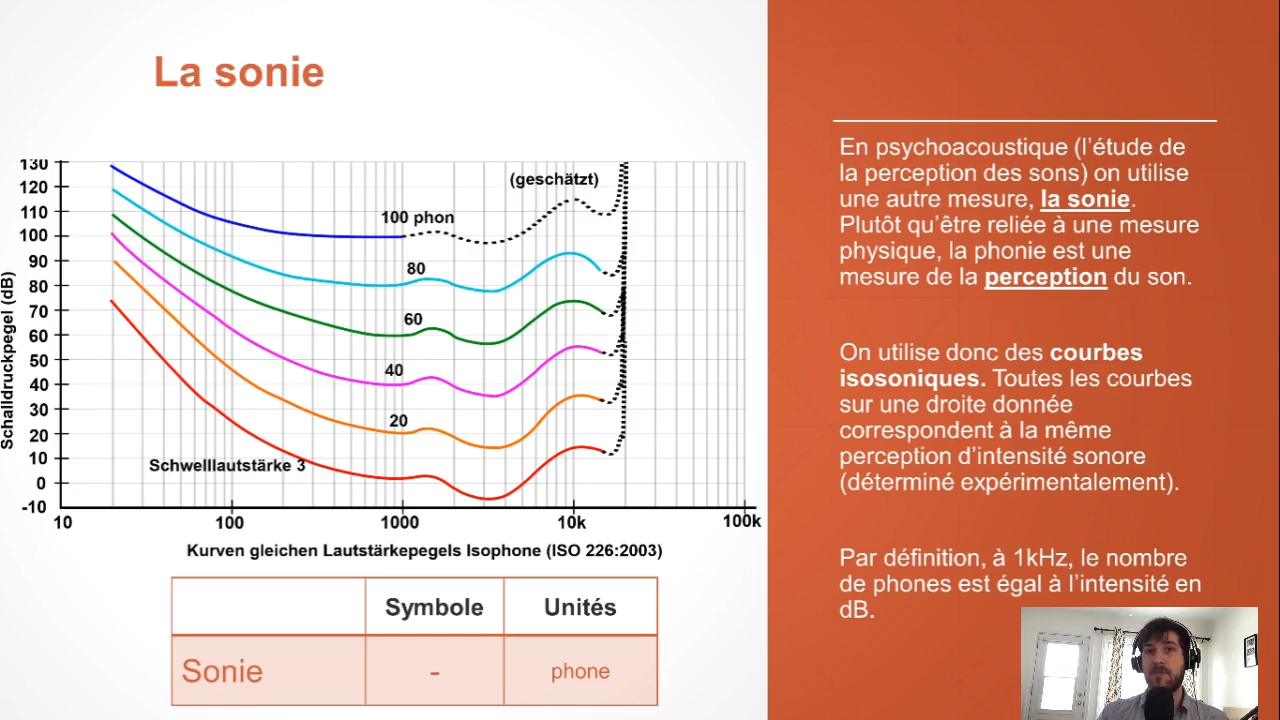 La sonie
130
120
110
100
90
80
70
60
50
40
30
20
10
0
-10
Schalldruckpegel (dB)
(geschätzt)
100 phon
80
60
40
20
Schwelllautstärke 3
10 100 1000 10k 100k
Kurven gleichen Lautstärkepegels Isophone (ISO 226:2003)
Symbole Unités
Sonie - phone
En psychoacoustique (l’étude de
la perception des sons) on utilise
une autre mesure, la sonie.
Plutôt qu’être reliée à une mesure
physique, la phonie est une
mesure de la perception du son.
On utilise donc des courbes
isosoniques. Toutes les courbes
sur une droite donnée
correspondent à la même
perception d’intensité sonore
(déterminé expérimentalement).
Par définition, à 1kHz, le nombre
de phones est égal à l’intensité en
dB.